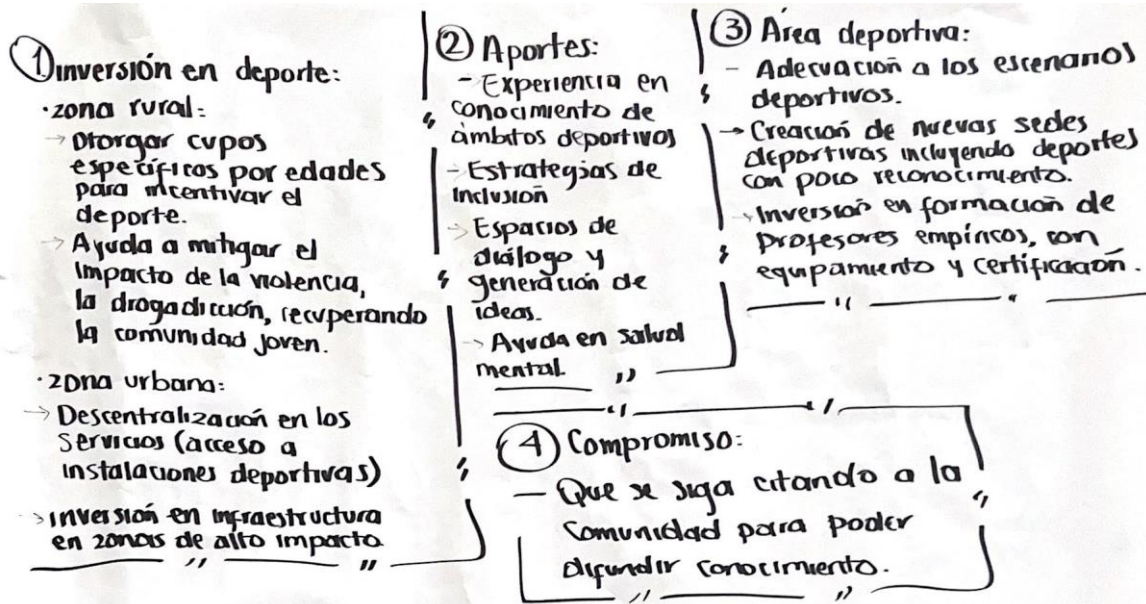 ① inversión en deporte:
· zona rural:
→ Otorgar cupos
específicos por edades
para incentivar el
deporte.
→ Ayuda a mitigar el
impacto de la violencia,
la drogadicción, recuperando
la comunidad joven.
· zona urbana:
→ Descentralización en los
servicios (acceso a
instalaciones deportivas)
→ inversión en infraestructura
en zonas de alto impacto
② Aportes:
- Experiencia en
conocimiento de
ámbitos deportivos
- Estrategias de
inclusión
→ Espacios de
diálogo y
generación de
ideas.
→ Ayuda en salud
mental.
③ Área deportiva:
- Adecuación a los escenarios
deportivos.
→ Creación de nuevas sedes
deportivas incluyendo deportes
con poco reconocimiento.
→ Inversión en formación de
profesores empíricos, con
equipamiento y certificación.
④ Compromiso:
- Que se siga citando a la
comunidad para poder
difundir conocimiento.